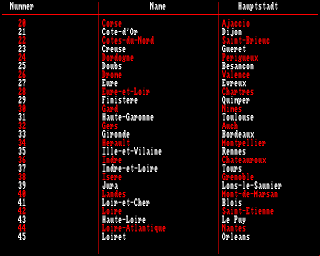 Nummer Name Hauptstadt
20 Corse Ajaccio
21 Cote-d'Or Dijon
22 Cotes-du-Nord Saint-Brieuc
23 Creuse Gueret
24 Dordogne Perigueux
25 Doubs Besancon
26 Drome Valence
27 Eure Evreux
28 Eure-et-Loir Chartres
29 Finistere Quimper
30 Gard Nimes
31 Haute-Garonne Toulouse
32 Gers Auch
33 Gironde Bordeaux
34 Herault Montpellier
35 Ille-et-Vilaine Rennes
36 Indre Chateauroux
37 Indre-et-Loire Tours
38 Isere Grenoble
39 Jura Lons-le-Saunier
40 Landes Mont-de-Marsan
41 Loir-et-Cher Blois
42 Loire Saint-Etienne
43 Haute-Loire Le Puy
44 Loire-Atlantique Nantes
45 Loiret Orleans